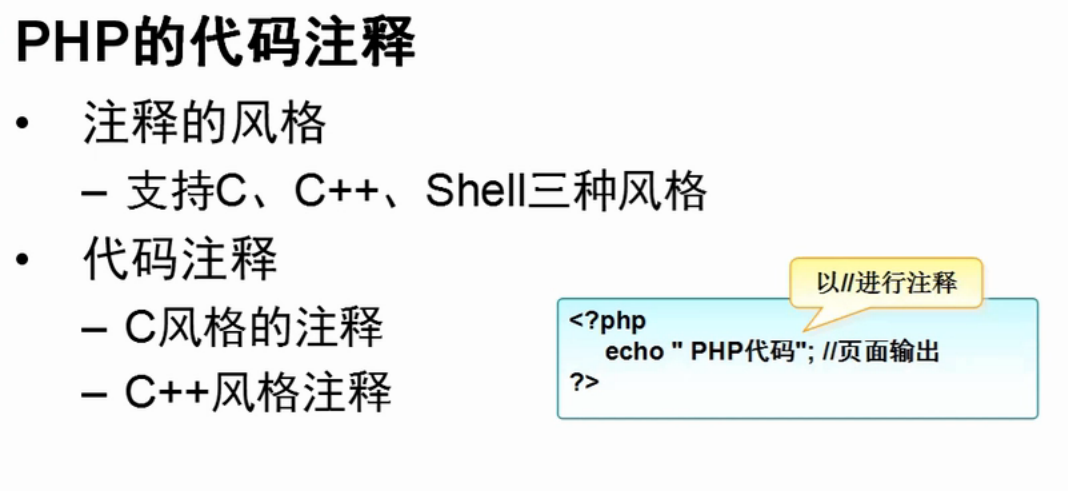 PHP的代码注释
• 注释的风格
– 支持C、C++、Shell三种风格
• 代码注释
– C风格的注释
– C++风格注释
以//进行注释
<?php
echo " PHP代码"; //页面输出
?>